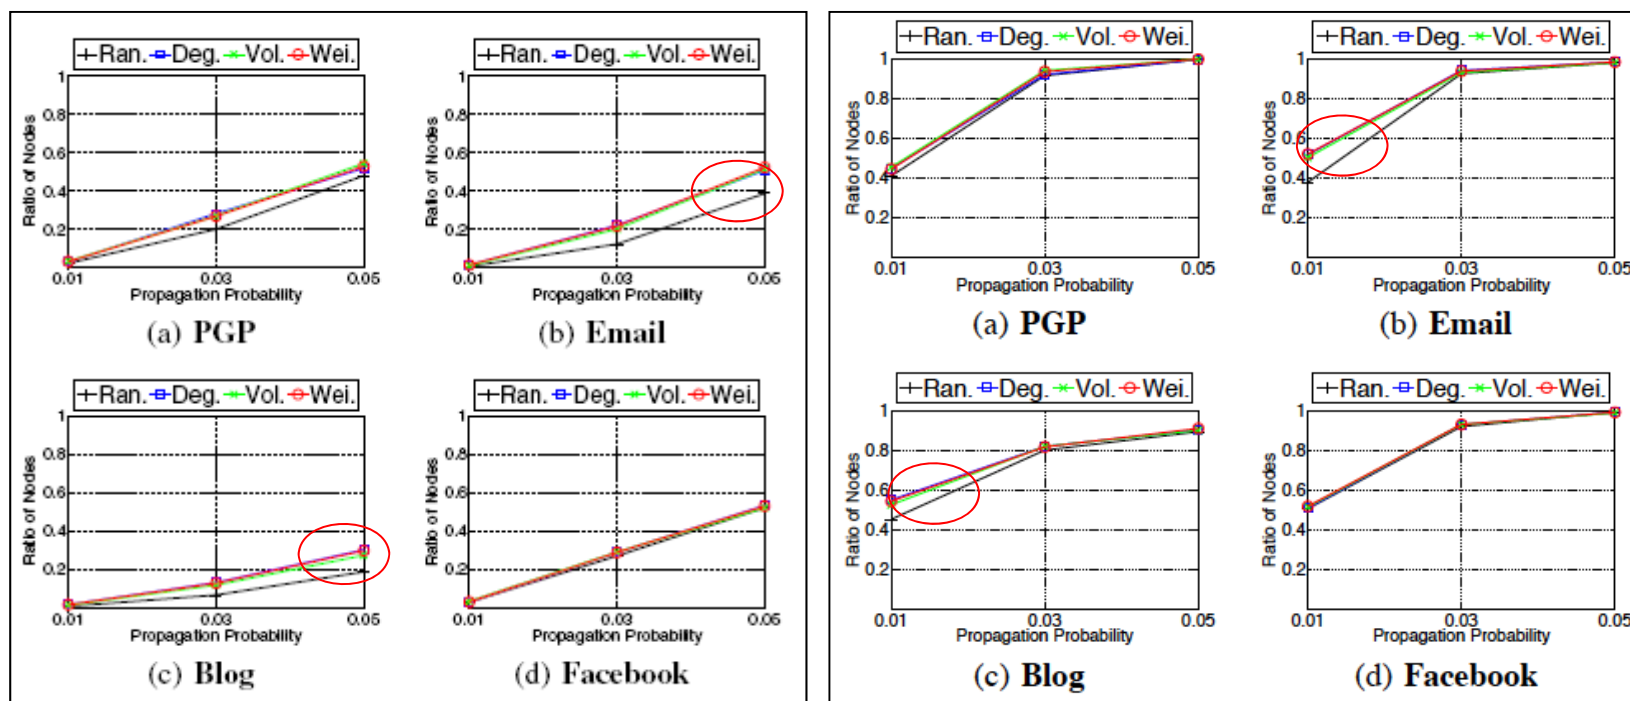 Ran. Deg. Vol. Wei.
1
0.8
0.6
0.4
0.2
Ratio of Nodes
0.01 0.03 0.05
Propagation Probability
(a) PGP
Ran. Deg. Vol. Wei.
1
0.8
0.6
0.4
0.2
Ratio of Nodes
0.01 0.03 0.05
Propagation Probability
(b) Email
Ran. Deg. Vol. Wei.
1
0.8
0.6
0.4
0.2
Ratio of Nodes
0.01 0.03 0.05
Propagation Probability
(c) Blog
Ran. Deg. Vol. Wei.
1
0.8
0.6
0.4
0.2
Ratio of Nodes
0.01 0.03 0.05
Propagation Probability
(d) Facebook
Ran. Deg. Vol. Wei.
1
0.8
0.6
0.4
0.2
Ratio of Nodes
0.01 0.03 0.05
Propagation Probability
(a) PGP
Ran. Deg. Vol. Wei.
1
0.8
0.6
0.4
0.2
Ratio of Nodes
0.01 0.03 0.05
Propagation Probability
(b) Email
Ran. Deg. Vol. Wei.
1
0.8
0.6
0.4
0.2
Ratio of Nodes
0.01 0.03 0.05
Propagation Probability
(c) Blog
Ran. Deg. Vol. Wei.
1
0.8
0.6
0.4
0.2
Ratio of Nodes
0.01 0.03 0.05
Propagation Probability
(d) Facebook